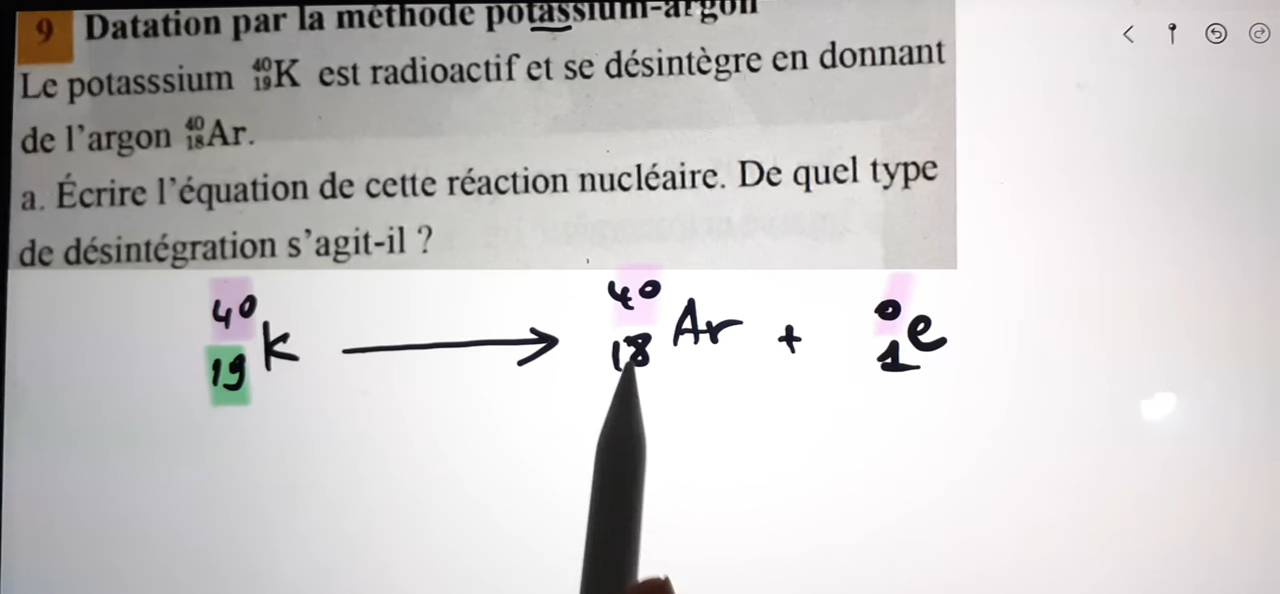 9 Datation par la méthode potassium-argon
Le potasssium ⁴⁰₁₉K est radioactif et se désintègre en donnant
de l'argon ⁴⁰₁₈Ar.
a. Écrire l'équation de cette réaction nucléaire. De quel type
de désintégration s'agit-il ?
⁴⁰₁₉K ⟶ ⁴⁰₁₈Ar + ⁰₁e